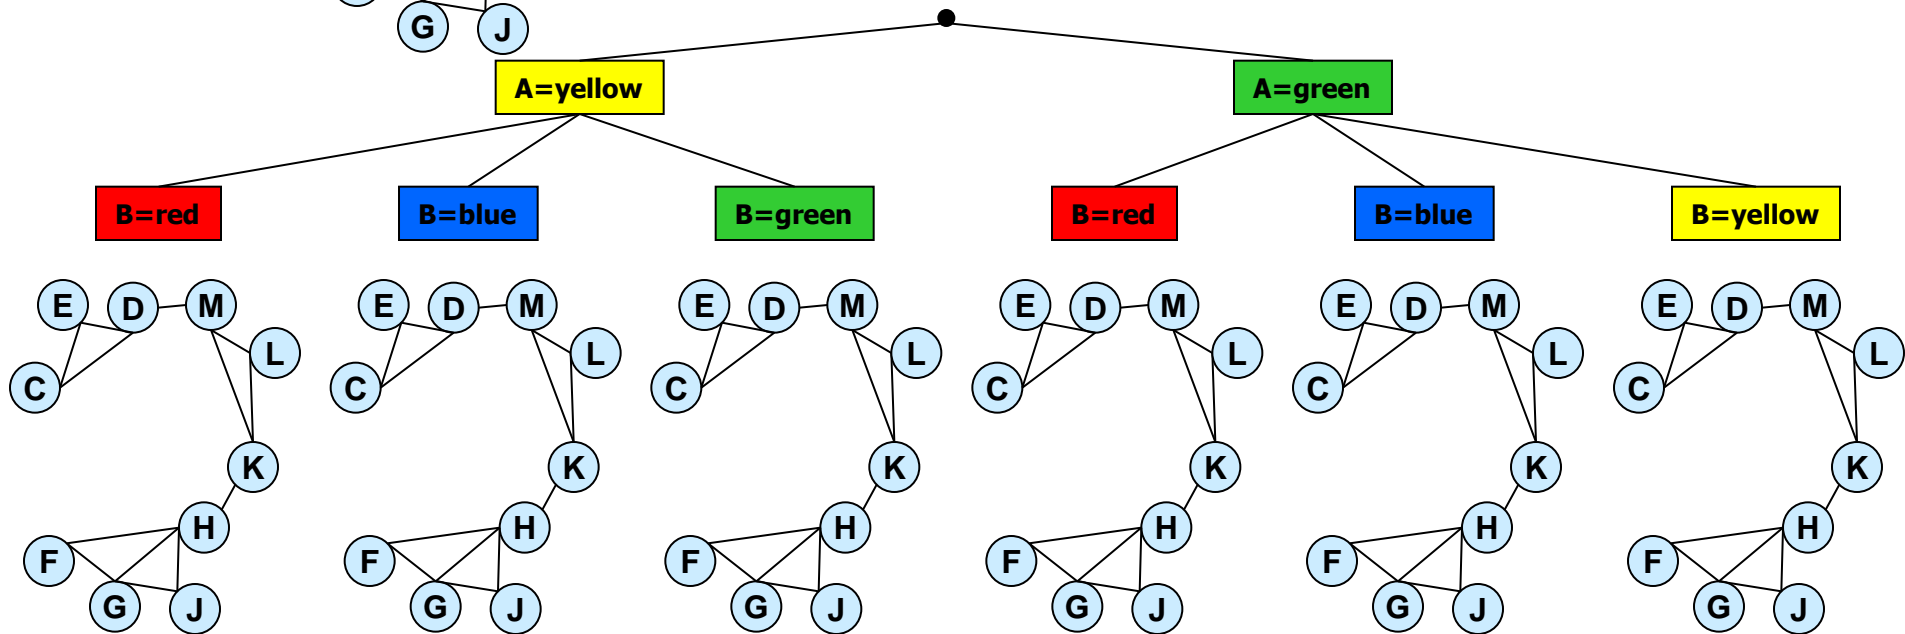 G J
A=yellow A=green
B=red B=blue B=green B=red B=blue B=yellow
E D M E D M E D M E D M E D M E D M
L L L L L L
C C C C C C
K K K K K K
H H H H H H
F F F F F F
G J G J G J G J G J G J